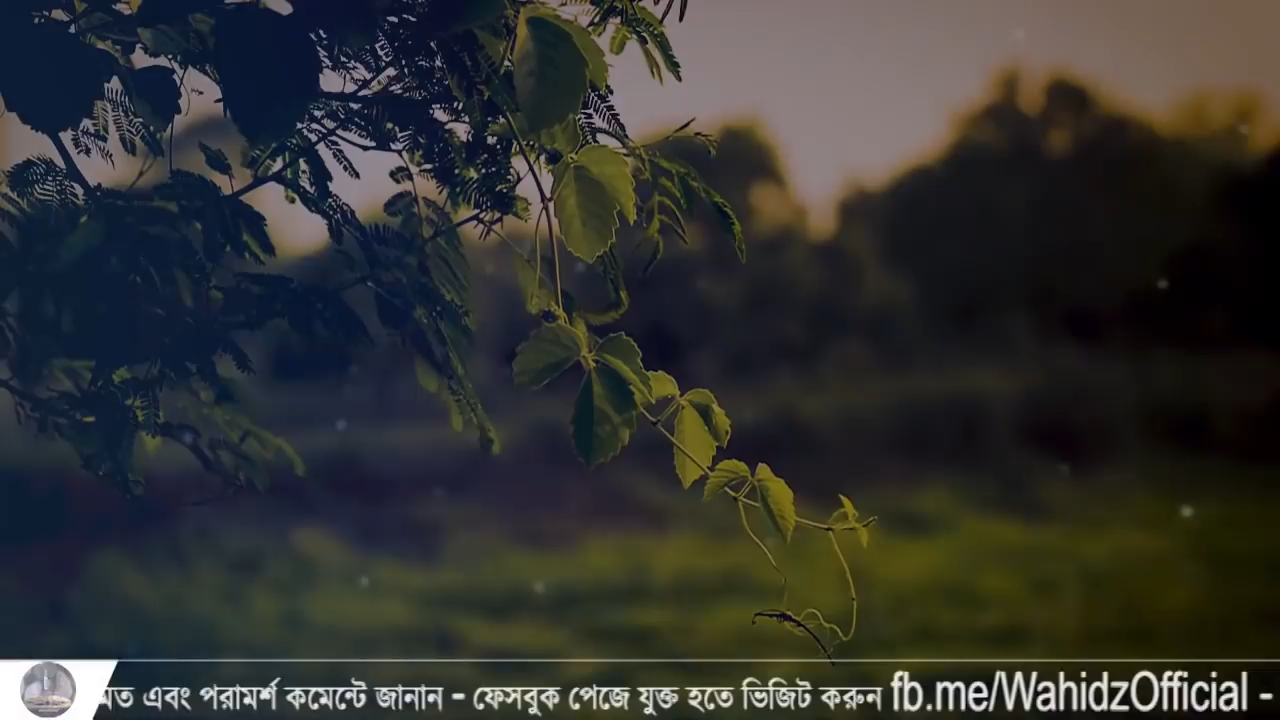 মত এবং পরামর্শ কমেন্টে জানান - ফেসবুক পেজে যুক্ত হতে ভিজিট করুন fb.me/WahidzOfficial -